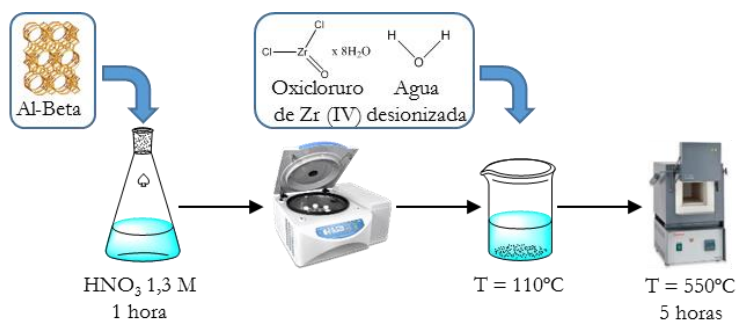 Al-Beta
Cl
Cl
Zr
O
x 8H₂O
H
H
O
Oxicloruro
de Zr (IV)
Agua
desionizada
HNO₃ 1,3 M
1 hora
T = 110ºC
T = 550ºC
5 horas